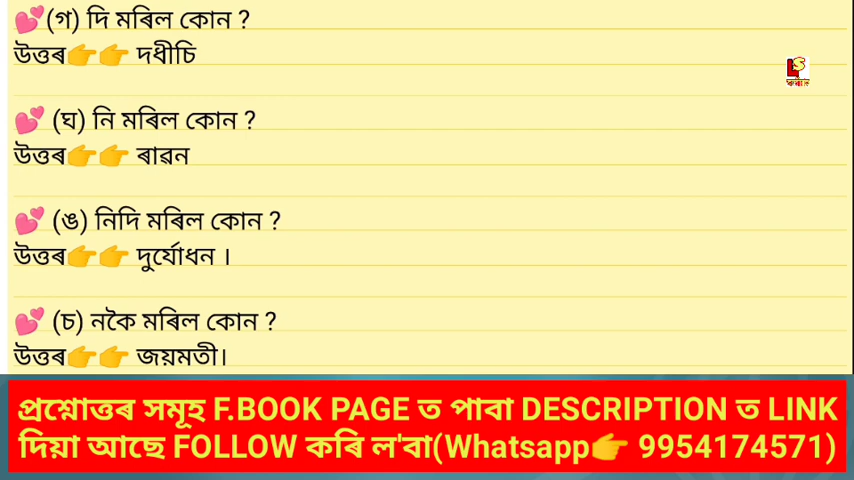 💕(গ) দি মৰিল কোন ?
উত্তৰ👉👉 দধীচি
LS
💕 (ঘ) নি মৰিল কোন ?
উত্তৰ👉👉 ৰাৱন
💕 (ঙ) নিদি মৰিল কোন ?
উত্তৰ👉👉 দুৰ্যোধন ।
💕 (চ) নকৈ মৰিল কোন ?
উত্তৰ👉👉 জয়মতী।
প্ৰশ্নোত্তৰ সমূহ F.BOOK PAGE ত পাবা DESCRIPTION ত LINK
দিয়া আছে FOLLOW কৰি ল'বা(Whatsapp👉 9954174571)